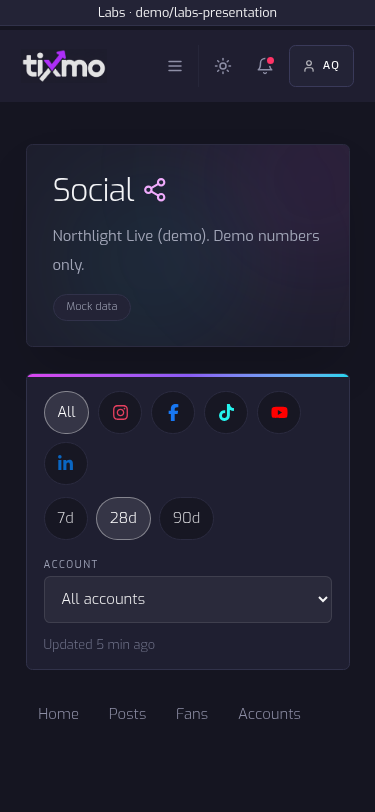 Labs · demo/labs-presentation
tixmo
AQ
Social
Northlight Live (demo). Demo numbers
only.
Mock data
All
7d
28d
90d
ACCOUNT
All accounts
Updated 5 min ago
Home
Posts
Fans
Accounts